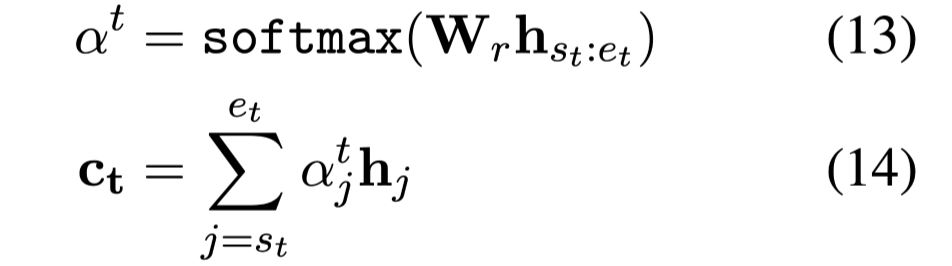 α^t = softmax(W_r h_{s_t:e_t}) (13)
c_t = ∑_{j=s_t}^{e_t} α_j^t h_j (14)